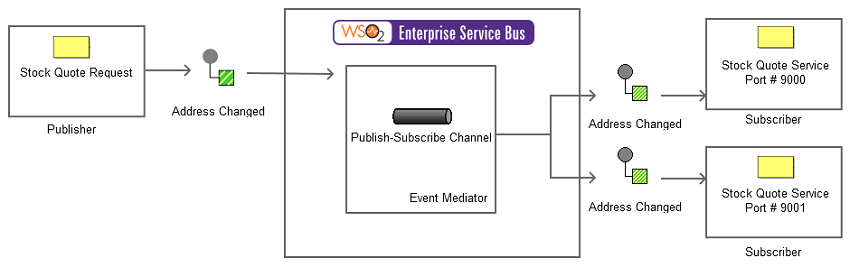 WSO2 Enterprise Service Bus
Stock Quote Request
Publisher
Address Changed
Publish-Subscribe Channel
Event Mediator
Address Changed
Stock Quote Service
Port # 9000
Subscriber
Address Changed
Stock Quote Service
Port # 9001
Subscriber